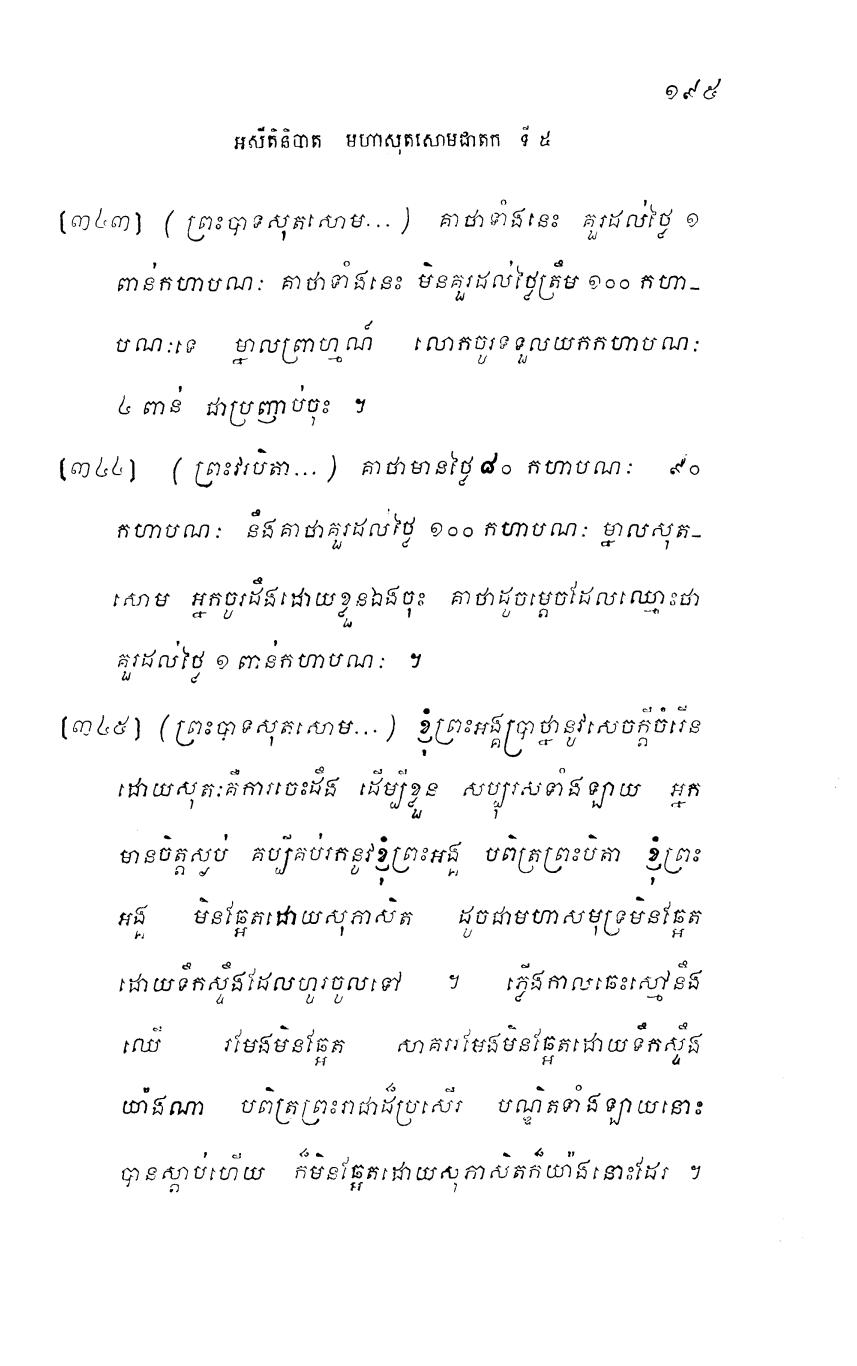 ១៩៥
អសីតិនិបាត មហាសុតសោមជាតក ទី ៥
[៣៤៣] (ព្រះបាទសុតសោម...) គាថាទាំងនេះ គួរដល់ថ្ងៃ ១
ពាន់កហាបណៈ គាថាទាំងនេះ មិនគួរដល់ថ្ងៃត្រឹម ១០០ កហា-
បណៈទេ ម្នាលព្រាហ្មណ៍ លោកចូរទទួលយកកហាបណៈ
៤ ពាន់ ជាប្រញាប់ចុះ ។
[៣៤៤] (ព្រះវរបិតា...) គាថាមានថ្ងៃ ៨០ កហាបណៈ ៩០
កហាបណៈ នឹងគាថាគួរដល់ថ្ងៃ ១០០ កហាបណៈ ម្នាលសុត-
សោម អ្នកចូរដឹងដោយខ្លួនឯងចុះ គាថាដូចម្តេចដែលឈ្មោះថា
គួរដល់ថ្ងៃ ១ ពាន់កហាបណៈ ។
[៣៤៥] (ព្រះបាទសុតសោម...) ខ្ញុំព្រះអង្គប្រាថ្នានូវសេចក្តីចំរើន
ដោយសុតៈគឺការចេះដឹង ដើម្បីខ្លួន សប្បុរសទាំងឡាយ អ្នក
មានចិត្តស្ងប់ គប្បីគប់រកនូវខ្ញុំព្រះអង្គ បពិត្រព្រះបិតា ខ្ញុំព្រះ
អង្គ មិនឆ្អែតដោយសុភាសិត ដូចជាមហាសមុទ្រមិនឆ្អែត
ដោយទឹកស្ទឹងដែលហូរចូលទៅ ។ ភ្លើងកាលឆេះស្មៅនឹង
ឈើ រមែងមិនឆ្អែត សាគររមែងមិនឆ្អែតដោយទឹកស្ទឹង
យ៉ាងណា បពិត្រព្រះរាជាដ៏ប្រសើរ បណ្ឌិតទាំងឡាយនោះ
បានស្តាប់ហើយ ក៏មិនឆ្អែតដោយសុភាសិតក៏យ៉ាងនោះដែរ ។